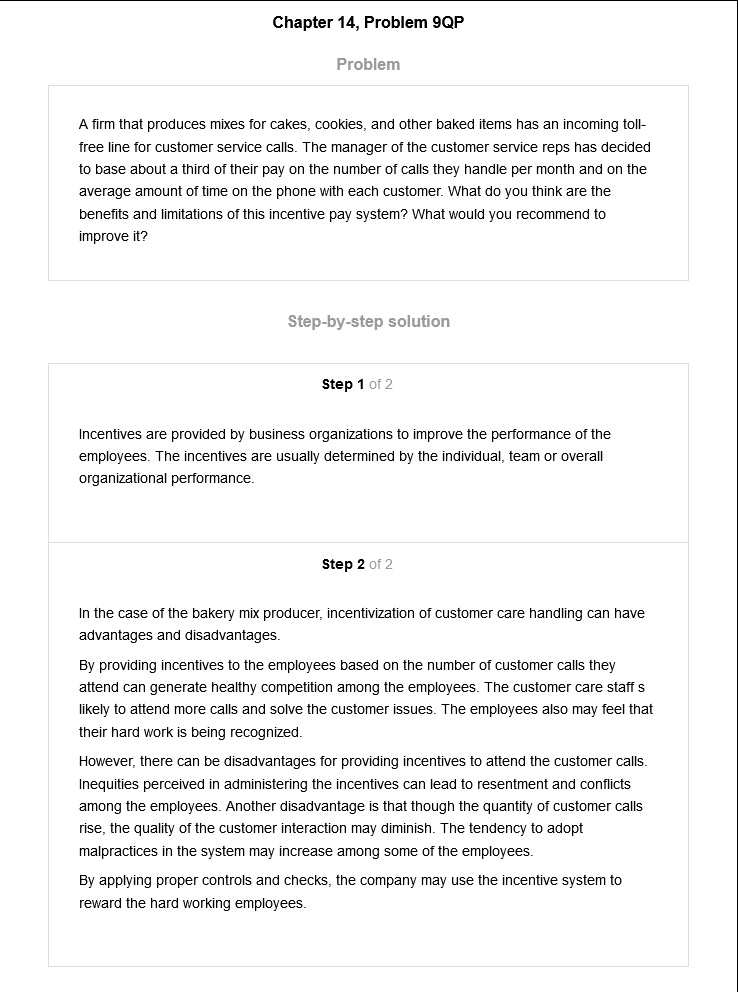 Chapter 14, Problem 9QP
Problem
A firm that produces mixes for cakes, cookies, and other baked items has an incoming toll-
free line for customer service calls. The manager of the customer service reps has decided
to base about a third of their pay on the number of calls they handle per month and on the
average amount of time on the phone with each customer. What do you think are the
benefits and limitations of this incentive pay system? What would you recommend to
improve it?
Step-by-step solution
Step 1 of 2
Incentives are provided by business organizations to improve the performance of the
employees. The incentives are usually determined by the individual, team or overall
organizational performance.
Step 2 of 2
In the case of the bakery mix producer, incentivization of customer care handling can have
advantages and disadvantages.
By providing incentives to the employees based on the number of customer calls they
attend can generate healthy competition among the employees. The customer care staff s
likely to attend more calls and solve the customer issues. The employees also may feel that
their hard work is being recognized.
However, there can be disadvantages for providing incentives to attend the customer calls.
Inequities perceived in administering the incentives can lead to resentment and conflicts
among the employees. Another disadvantage is that though the quantity of customer calls
rise, the quality of the customer interaction may diminish. The tendency to adopt
malpractices in the system may increase among some of the employees.
By applying proper controls and checks, the company may use the incentive system to
reward the hard working employees.